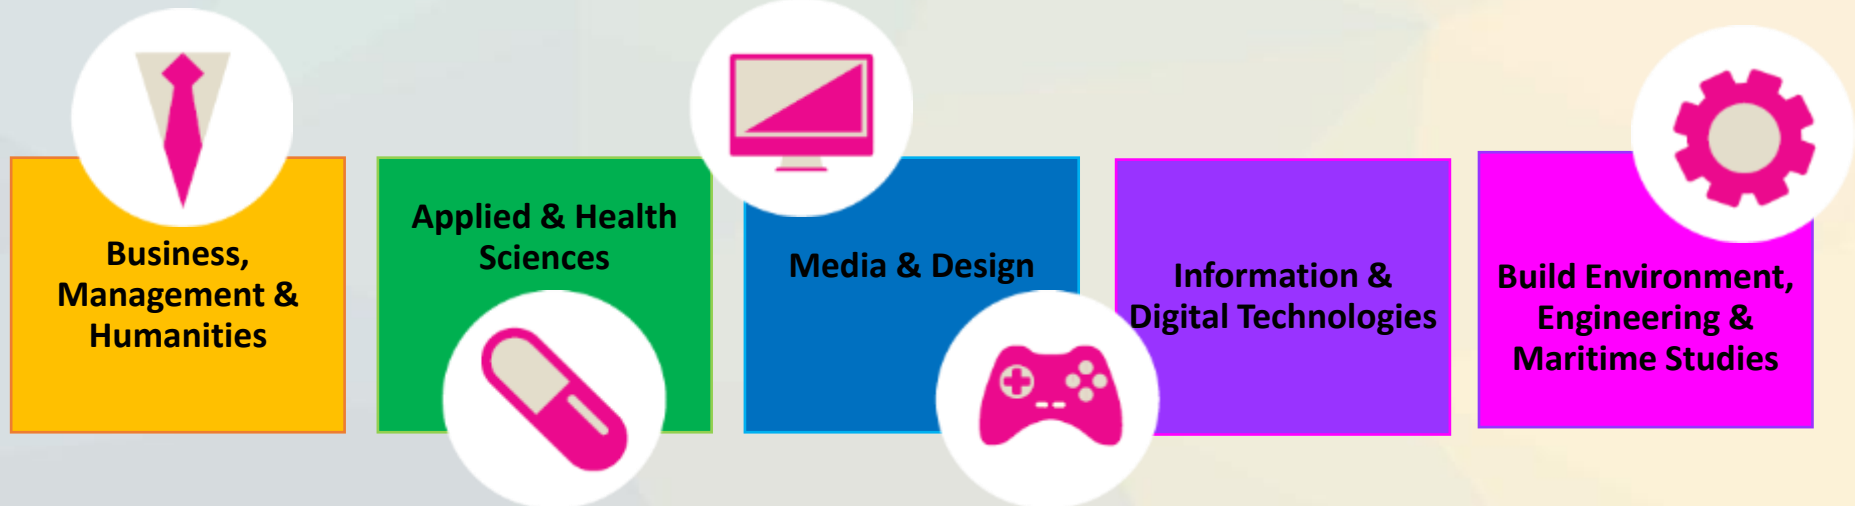 Business,
Management &
Humanities
Applied & Health
Sciences
Media & Design
Information &
Digital Technologies
Build Environment,
Engineering &
Maritime Studies